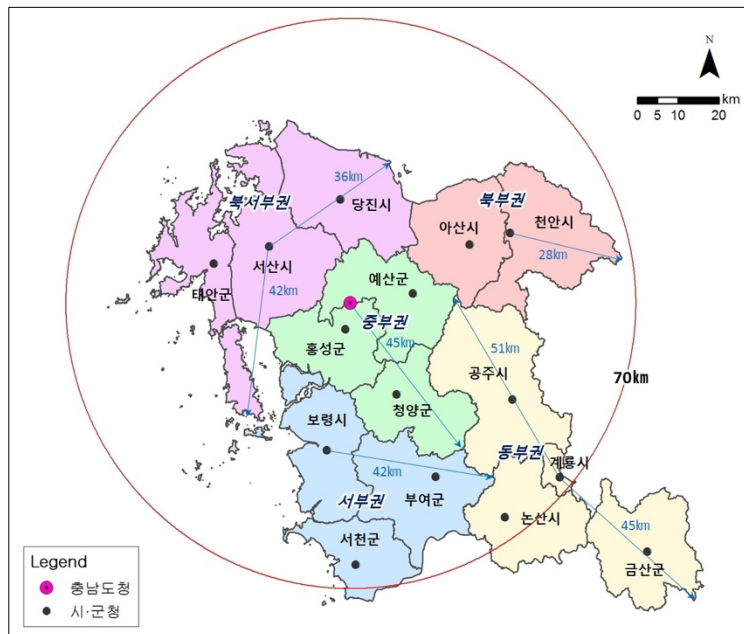 N
km
0 5 10 20
36km
북서부권
당진시
서산시
태안군
42km
북부권
천안시
아산시
28km
예산군
중부권
홍성군
45km
청양군
51km
공주시
70km
보령시
42km
서부권
부여군
서천군
동부권
계룡시
논산시
45km
금산군
Legend
충남도청
시·군청